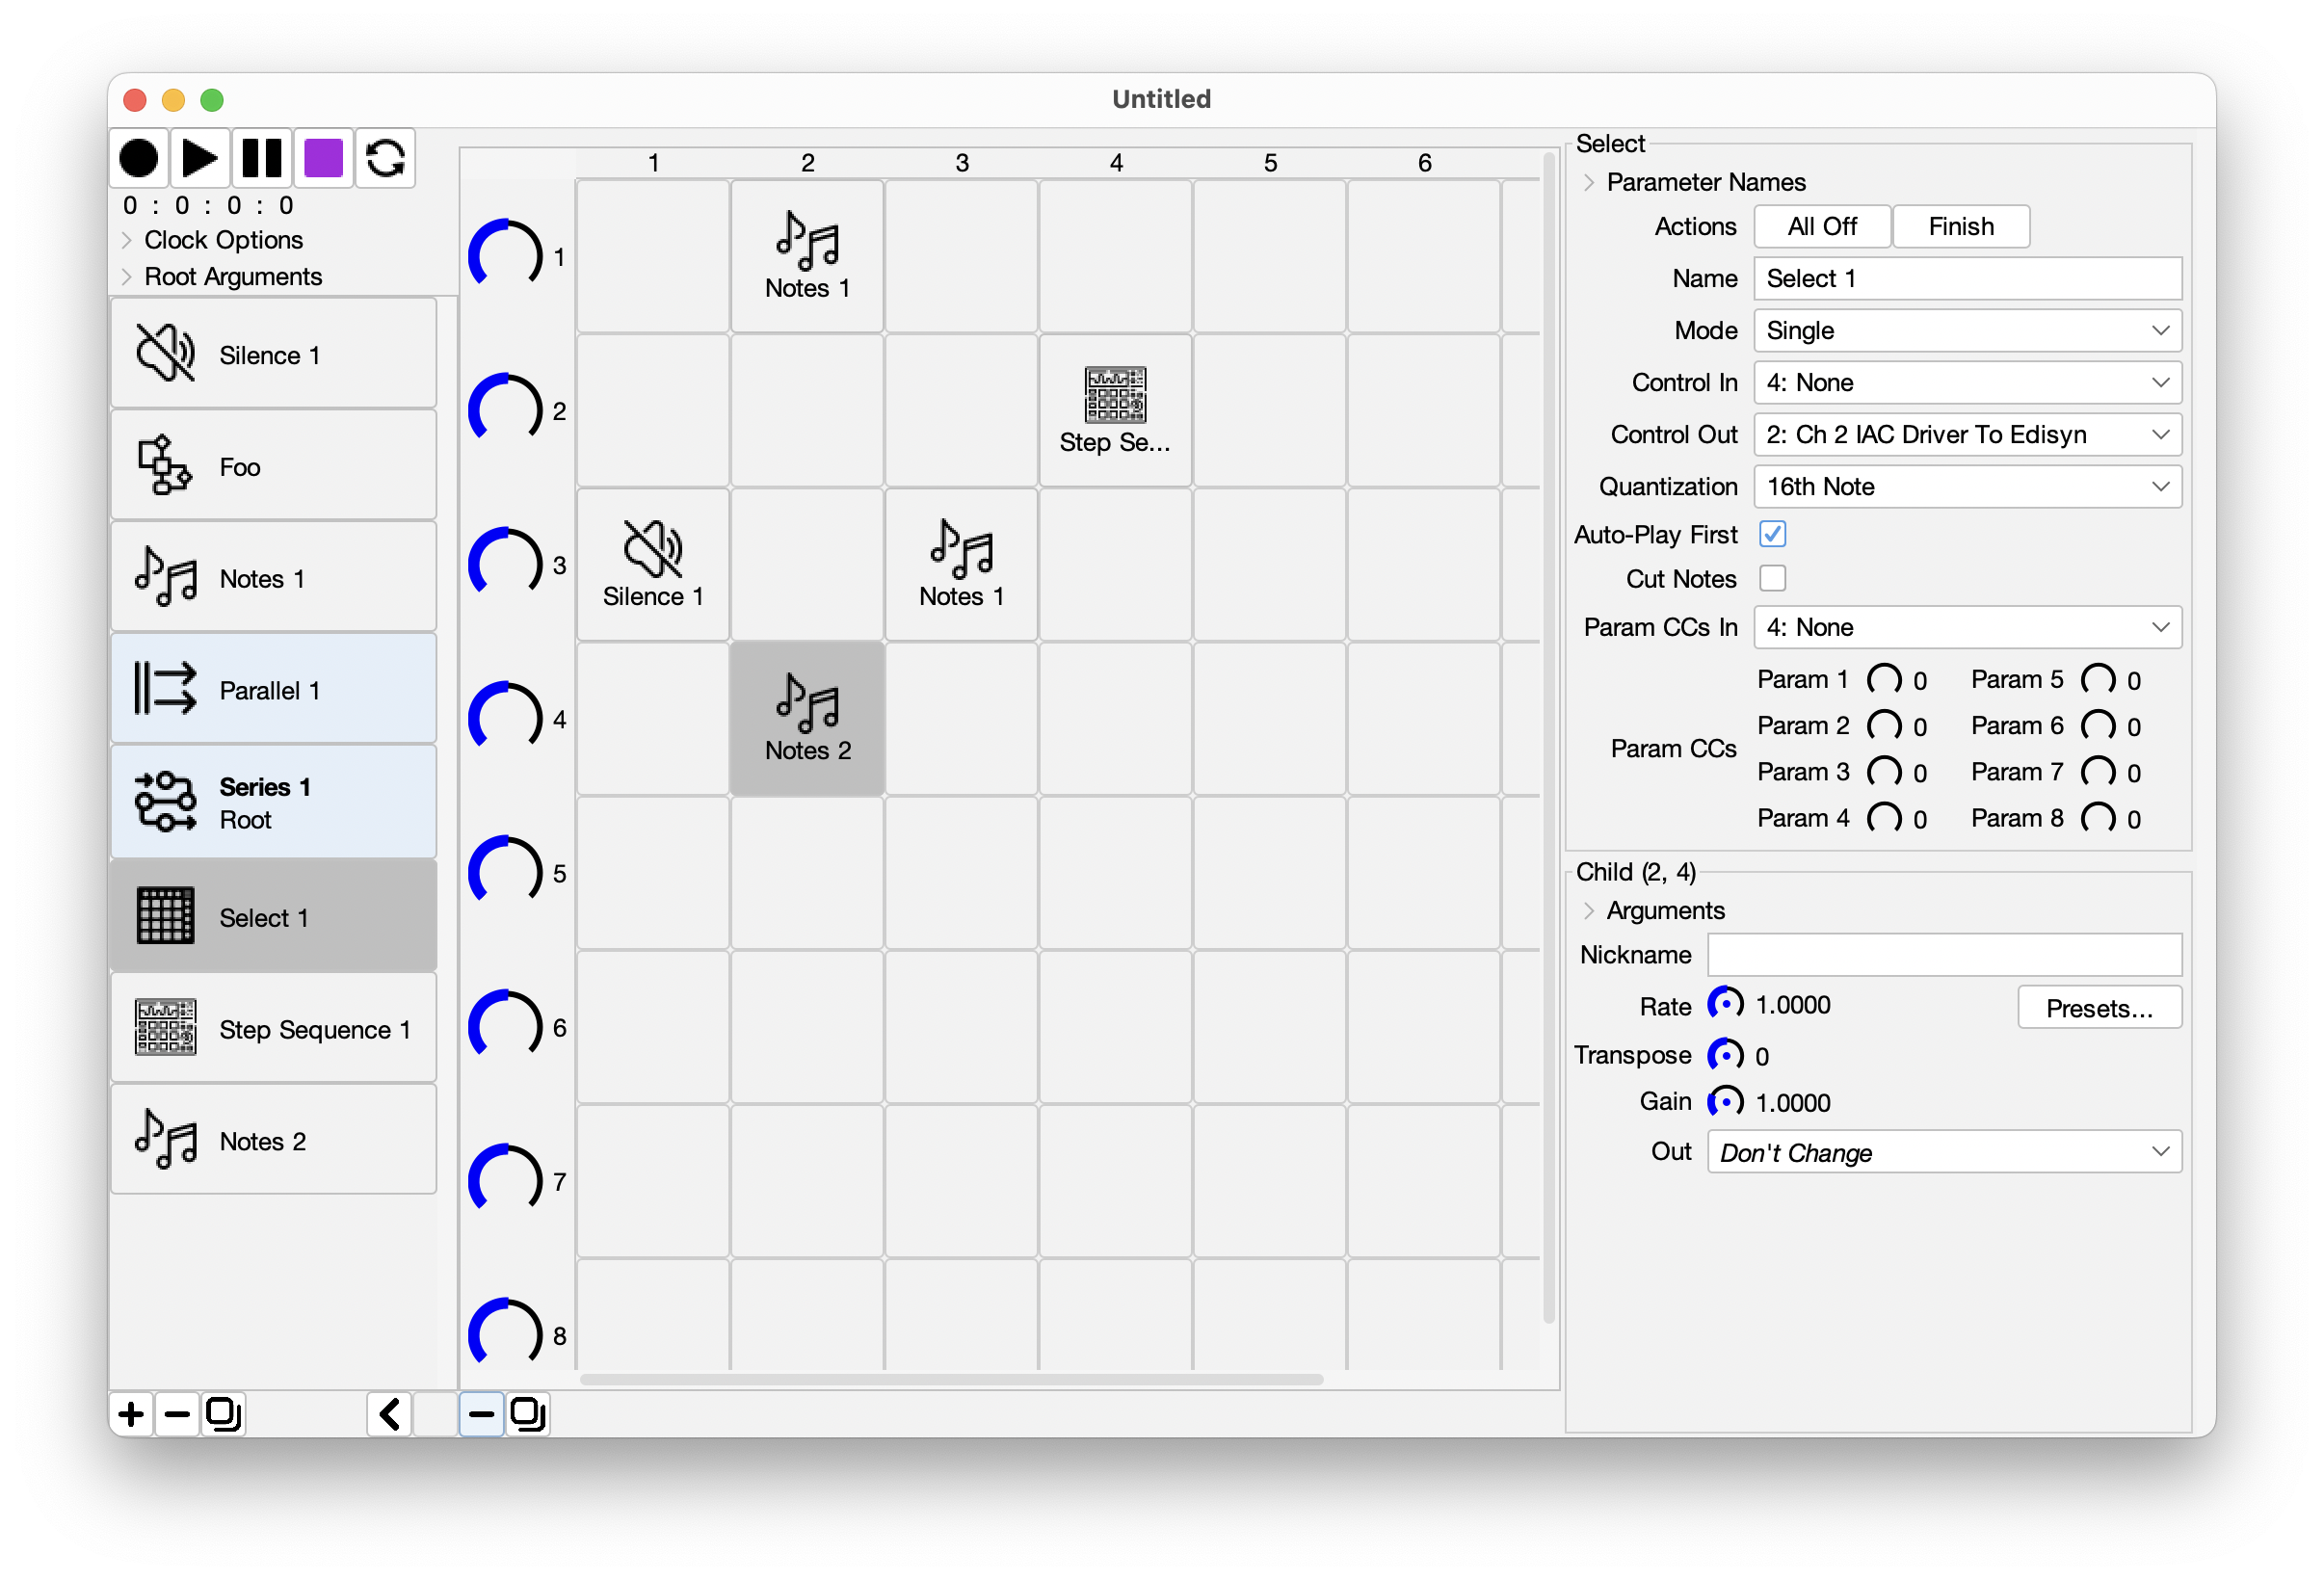 Untitled
0 : 0 : 0 : 0
Clock Options
Root Arguments
Silence 1
Foo
Notes 1
Parallel 1
Series 1
Root
Select 1
Step Sequence 1
Notes 2
1 2 3 4 5 6
1
Notes 1
2
Step Se...
3
Silence 1
Notes 1
4
Notes 2
5
6
7
8
Select
Parameter Names
Actions All Off Finish
Name Select 1
Mode Single
Control In 4: None
Control Out 2: Ch 2 IAC Driver To Edisyn
Quantization 16th Note
Auto-Play First
Cut Notes
Param CCs In 4: None
Param CCs
Param 1 0 Param 5 0
Param 2 0 Param 6 0
Param 3 0 Param 7 0
Param 4 0 Param 8 0
Child (2, 4)
Arguments
Nickname
Rate 1.0000 Presets...
Transpose 0
Gain 1.0000
Out Don't Change